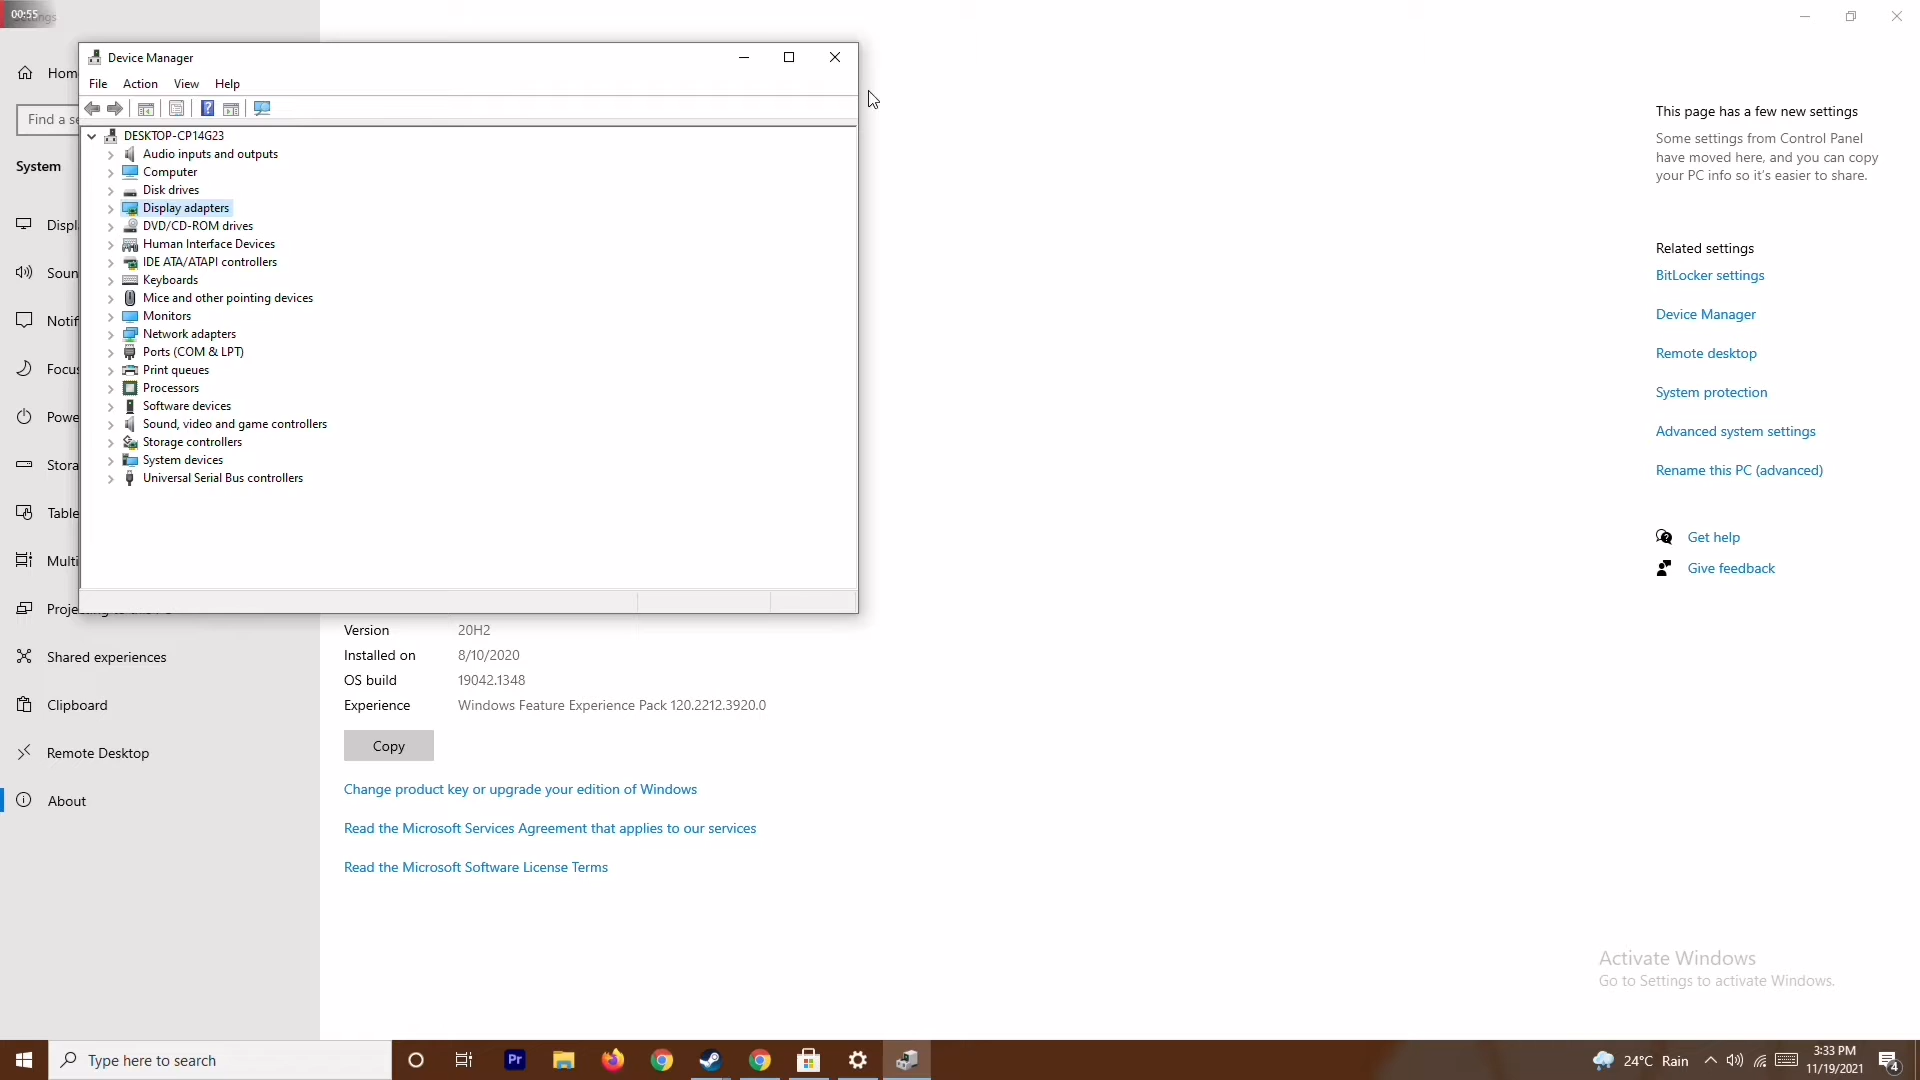 00:55
Settings
Hom
Find a se
System
Displ
Soun
Notif
Focus
Powe
Stora
Table
Multi
Shared experiences
Clipboard
Remote Desktop
About
Device Manager
File Action View Help
DESKTOP-CP14G23
Audio inputs and outputs
Computer
Disk drives
Display adapters
DVD/CD-ROM drives
Human Interface Devices
IDE ATA/ATAPI controllers
Keyboards
Mice and other pointing devices
Monitors
Network adapters
Ports (COM & LPT)
Print queues
Processors
Software devices
Sound, video and game controllers
Storage controllers
System devices
Universal Serial Bus controllers
Version 20H2
Installed on 8/10/2020
OS build 19042.1348
Experience Windows Feature Experience Pack 120.2212.3920.0
Copy
Change product key or upgrade your edition of Windows
Read the Microsoft Services Agreement that applies to our services
Read the Microsoft Software License Terms
This page has a few new settings
Some settings from Control Panel
have moved here, and you can copy
your PC info so it's easier to share.
Related settings
BitLocker settings
Device Manager
Remote desktop
System protection
Advanced system settings
Rename this PC (advanced)
Get help
Give feedback
Activate Windows
Go to Settings to activate Windows.
Type here to search
Pr
24°C Rain
3:33 PM
11/19/2021
4